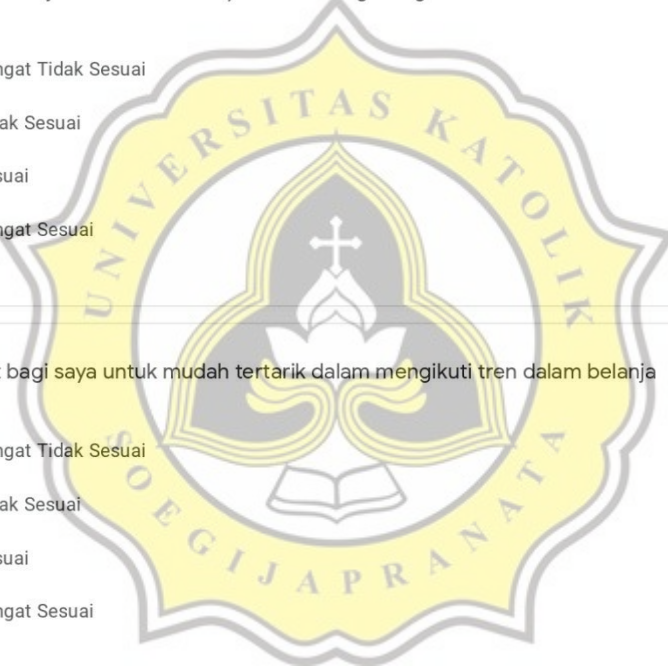 ngat Tidak Sesuai
ak Sesuai
suai
ngat Sesuai
UNIVERSITAS KATOLIK
bagi saya untuk mudah tertarik dalam mengikuti tren dalam belanja
ngat Tidak Sesuai
ak Sesuai
suai
ngat Sesuai
SOEGIJAPRANATA